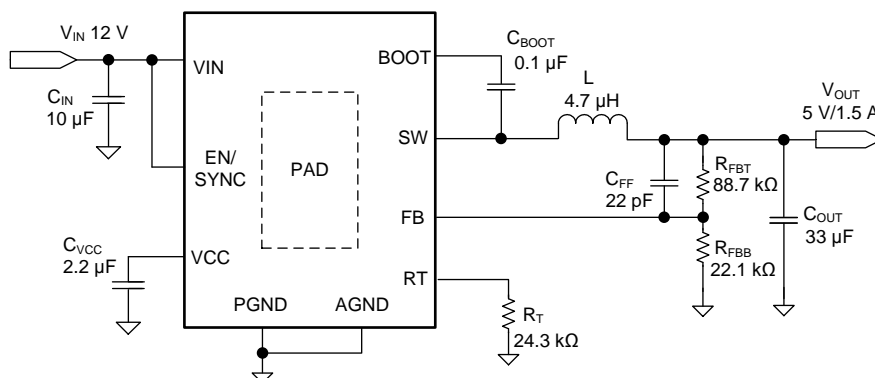 V_IN 12 V
VIN
BOOT
C_BOOT
0.1 µF
L
4.7 µH
V_OUT
5 V/1.5 A
C_IN
10 µF
EN/
SYNC
PAD
SW
C_FF
22 pF
R_FBT
88.7 kΩ
C_OUT
33 µF
FB
R_FBB
22.1 kΩ
C_VCC
2.2 µF
VCC
RT
PGND
AGND
R_T
24.3 kΩ